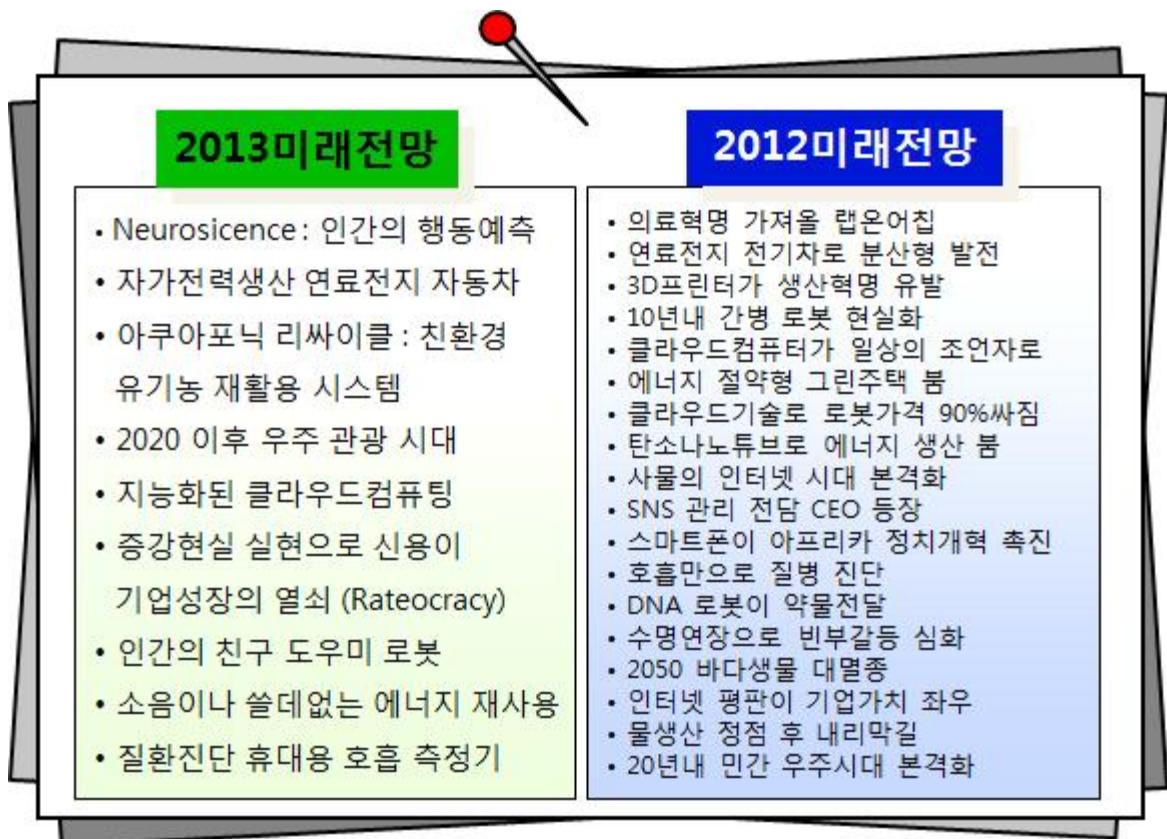 2013미래전망
• Neurosicence : 인간의 행동예측
• 자가전력생산 연료전지 자동차
• 아쿠아포닉 리싸이클 : 친환경
유기농 재활용 시스템
• 2020 이후 우주 관광 시대
• 지능화된 클라우드컴퓨팅
• 증강현실 실현으로 신용이
기업성장의 열쇠 (Rateocracy)
• 인간의 친구 도우미 로봇
• 소음이나 쓸데없는 에너지 재사용
• 질환진단 휴대용 호흡 측정기
2012미래전망
• 의료혁명 가져올 랩온어칩
• 연료전지 전기차로 분산형 발전
• 3D프린터가 생산혁명 유발
• 10년내 간병 로봇 현실화
• 클라우드컴퓨터가 일상의 조언자로
• 에너지 절약형 그린주택 붐
• 클라우드기술로 로봇가격 90%싸짐
• 탄소나노튜브로 에너지 생산 붐
• 사물의 인터넷 시대 본격화
• SNS 관리 전담 CEO 등장
• 스마트폰이 아프리카 정치개혁 촉진
• 호흡만으로 질병 진단
• DNA 로봇이 약물전달
• 수명연장으로 빈부갈등 심화
• 2050 바다생물 대멸종
• 인터넷 평판이 기업가치 좌우
• 물생산 정점 후 내리막길
• 20년내 민간 우주시대 본격화